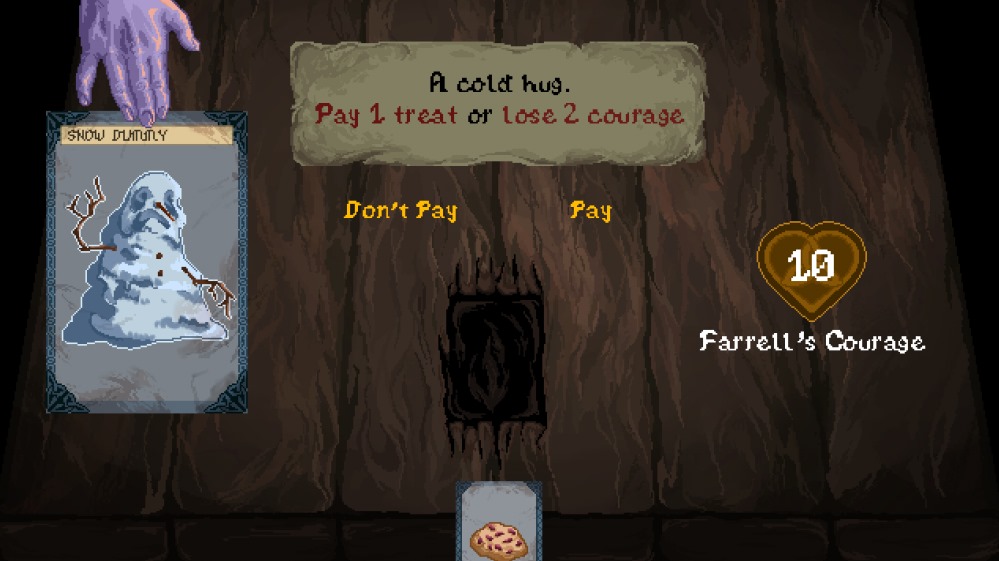 SNOW DUMMY
A cold hug.
Pay 1 treat or lose 2 courage
Don't Pay
Pay
10
Farrell's Courage